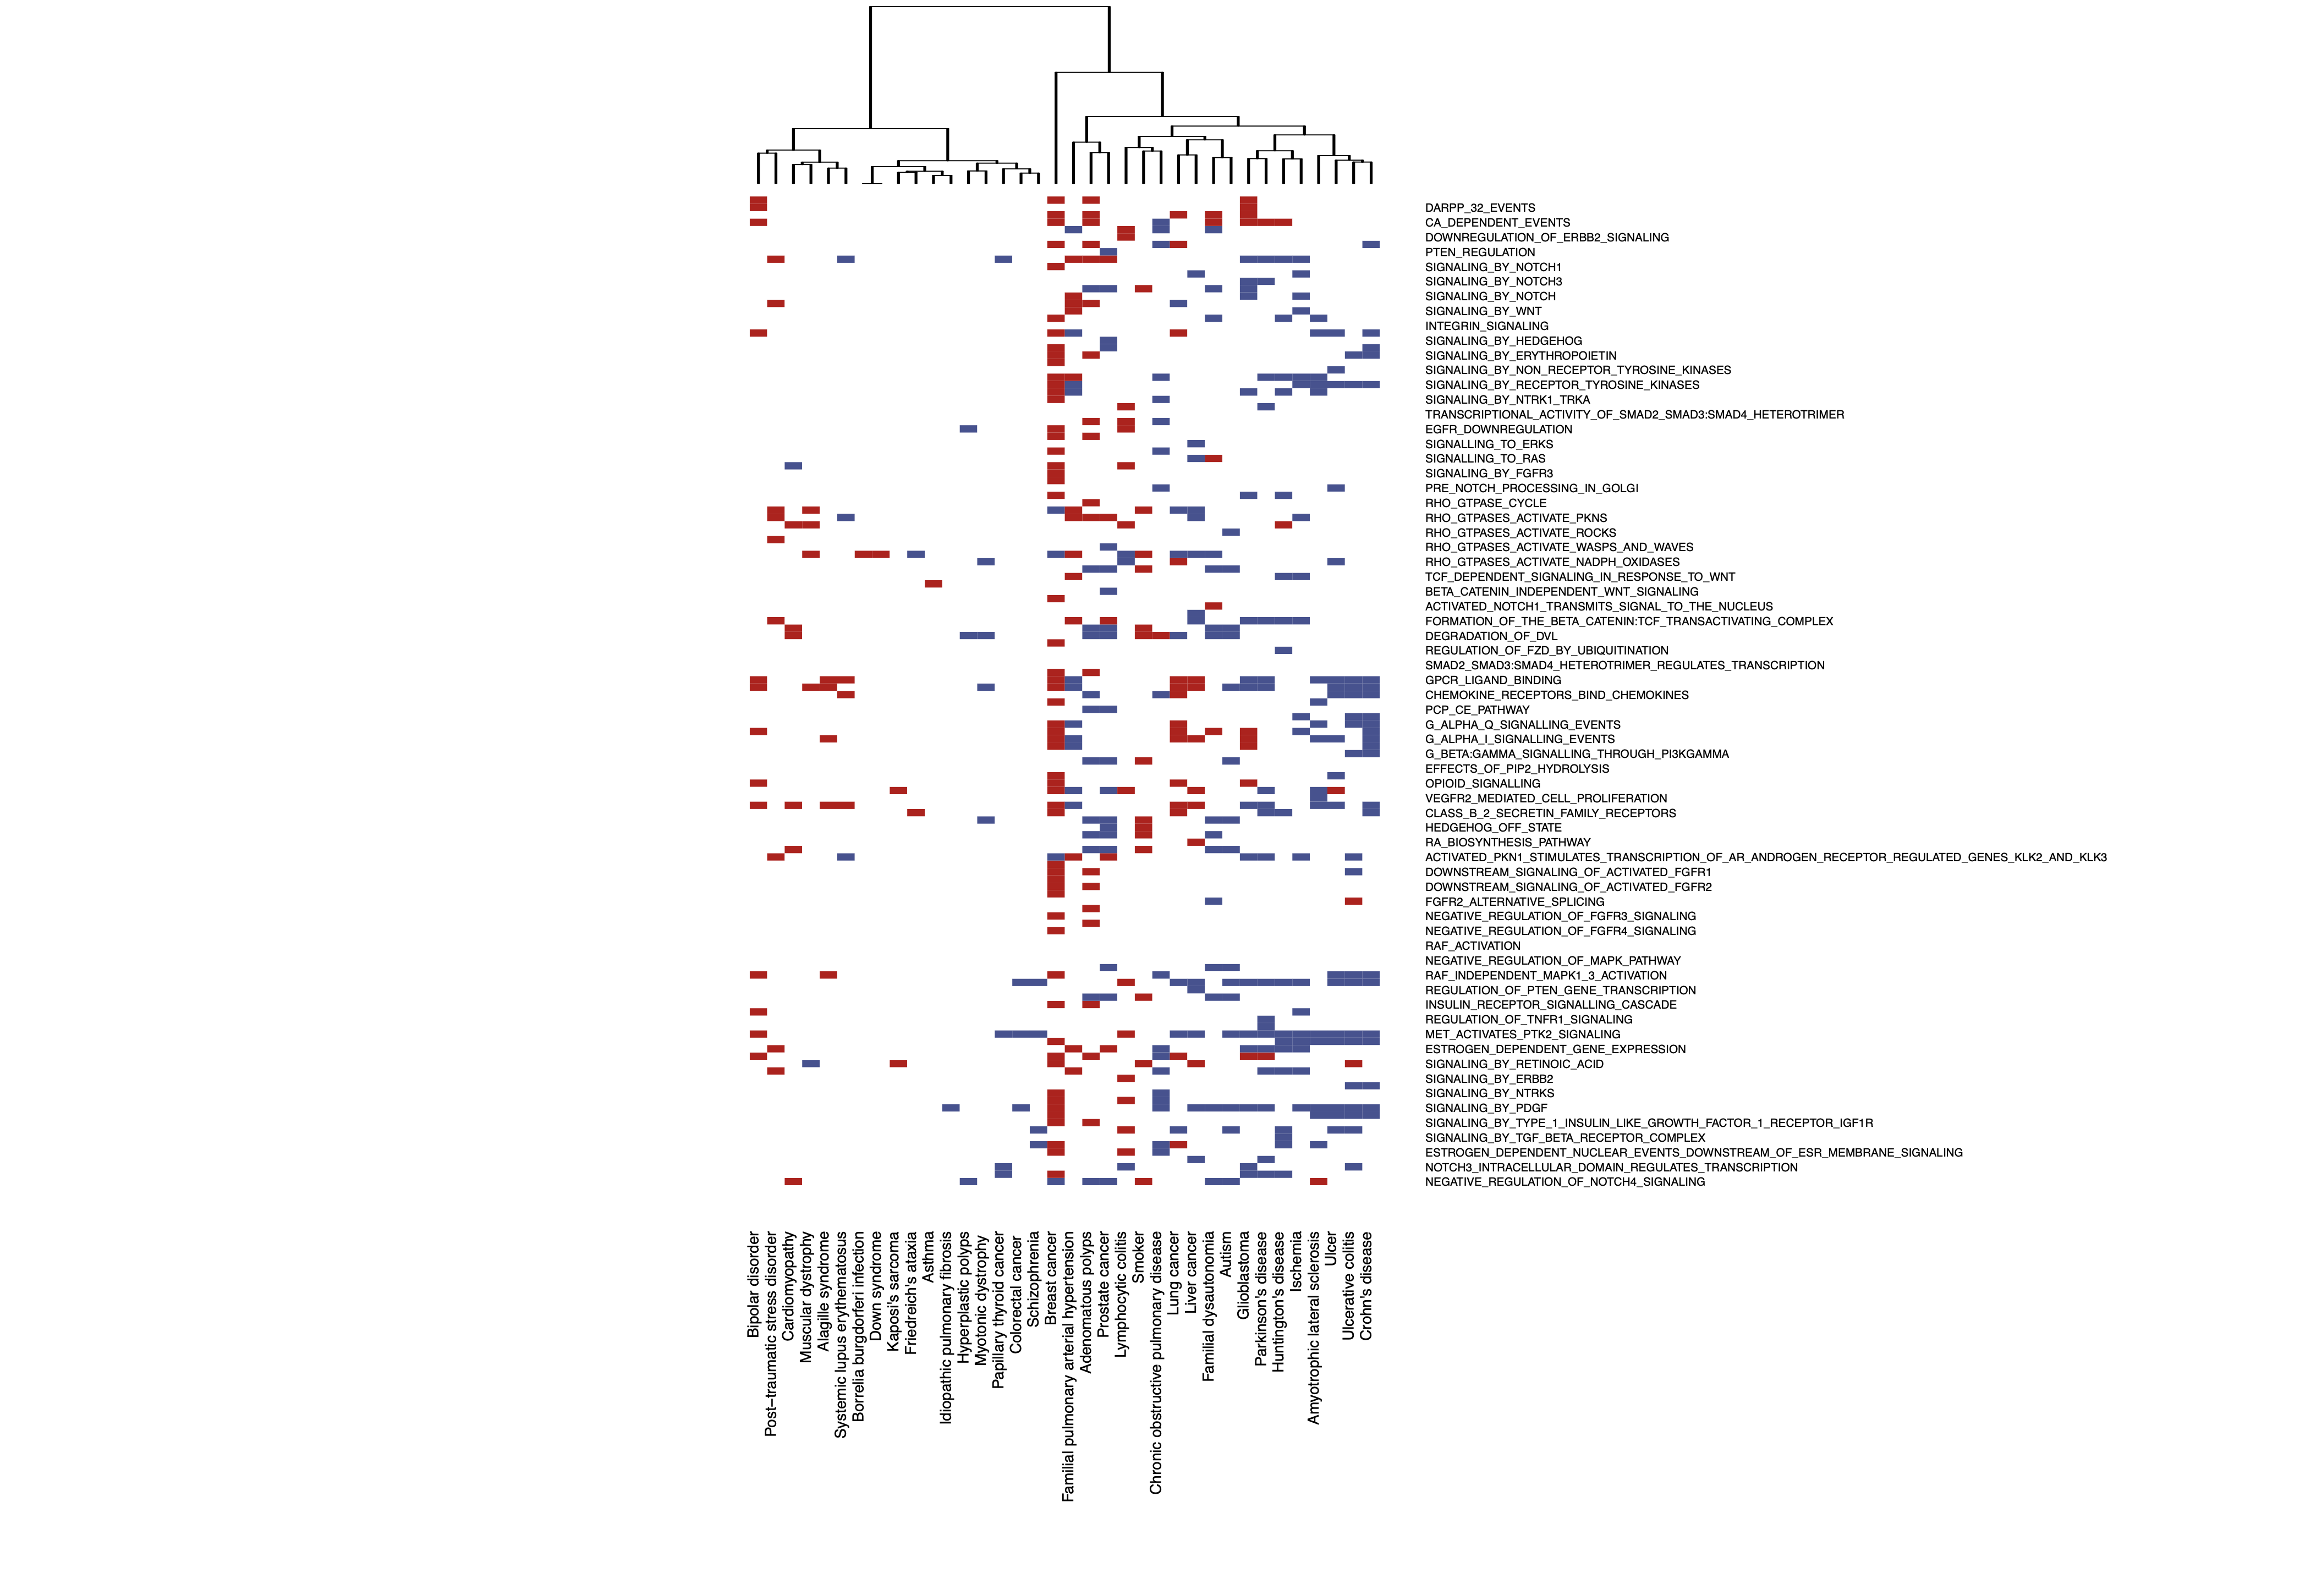 DARPP_32_EVENTS
CA_DEPENDENT_EVENTS
DOWNREGULATION_OF_ERBB2_SIGNALING
PTEN_REGULATION
SIGNALING_BY_NOTCH1
SIGNALING_BY_NOTCH3
SIGNALING_BY_NOTCH
SIGNALING_BY_WNT
INTEGRIN_SIGNALING
SIGNALING_BY_HEDGEHOG
SIGNALING_BY_ERYTHROPOIETIN
SIGNALING_BY_NON_RECEPTOR_TYROSINE_KINASES
SIGNALING_BY_RECEPTOR_TYROSINE_KINASES
SIGNALING_BY_NTRK1_TRKA
TRANSCRIPTIONAL_ACTIVITY_OF_SMAD2_SMAD3:SMAD4_HETEROTRIMER
EGFR_DOWNREGULATION
SIGNALLING_TO_ERKS
SIGNALLING_TO_RAS
SIGNALING_BY_FGFR3
PRE_NOTCH_PROCESSING_IN_GOLGI
RHO_GTPASE_CYCLE
RHO_GTPASES_ACTIVATE_PKNS
RHO_GTPASES_ACTIVATE_ROCKS
RHO_GTPASES_ACTIVATE_WASPS_AND_WAVES
RHO_GTPASES_ACTIVATE_NADPH_OXIDASES
TCF_DEPENDENT_SIGNALING_IN_RESPONSE_TO_WNT
BETA_CATENIN_INDEPENDENT_WNT_SIGNALING
ACTIVATED_NOTCH1_TRANSMITS_SIGNAL_TO_THE_NUCLEUS
FORMATION_OF_THE_BETA_CATENIN:TCF_TRANSACTIVATING_COMPLEX
DEGRADATION_OF_DVL
REGULATION_OF_FZD_BY_UBIQUITINATION
SMAD2_SMAD3:SMAD4_HETEROTRIMER_REGULATES_TRANSCRIPTION
GPCR_LIGAND_BINDING
CHEMOKINE_RECEPTORS_BIND_CHEMOKINES
PCP_CE_PATHWAY
G_ALPHA_Q_SIGNALLING_EVENTS
G_ALPHA_I_SIGNALLING_EVENTS
G_BETA:GAMMA_SIGNALLING_THROUGH_PI3KGAMMA
EFFECTS_OF_PIP2_HYDROLYSIS
OPIOID_SIGNALLING
VEGFR2_MEDIATED_CELL_PROLIFERATION
CLASS_B_2_SECRETIN_FAMILY_RECEPTORS
HEDGEHOG_OFF_STATE
RA_BIOSYNTHESIS_PATHWAY
ACTIVATED_PKN1_STIMULATES_TRANSCRIPTION_OF_AR_ANDROGEN_RECEPTOR_REGULATED_GENES_KLK2_AND_KLK3
DOWNSTREAM_SIGNALING_OF_ACTIVATED_FGFR1
DOWNSTREAM_SIGNALING_OF_ACTIVATED_FGFR2
FGFR2_ALTERNATIVE_SPLICING
NEGATIVE_REGULATION_OF_FGFR3_SIGNALING
NEGATIVE_REGULATION_OF_FGFR4_SIGNALING
RAF_ACTIVATION
NEGATIVE_REGULATION_OF_MAPK_PATHWAY
RAF_INDEPENDENT_MAPK1_3_ACTIVATION
REGULATION_OF_PTEN_GENE_TRANSCRIPTION
INSULIN_RECEPTOR_SIGNALLING_CASCADE
REGULATION_OF_TNFR1_SIGNALING
MET_ACTIVATES_PTK2_SIGNALING
ESTROGEN_DEPENDENT_GENE_EXPRESSION
SIGNALING_BY_RETINOIC_ACID
SIGNALING_BY_ERBB2
SIGNALING_BY_NTRKS
SIGNALING_BY_PDGF
SIGNALING_BY_TYPE_1_INSULIN_LIKE_GROWTH_FACTOR_1_RECEPTOR_IGF1R
SIGNALING_BY_TGF_BETA_RECEPTOR_COMPLEX
ESTROGEN_DEPENDENT_NUCLEAR_EVENTS_DOWNSTREAM_OF_ESR_MEMBRANE_SIGNALING
NOTCH3_INTRACELLULAR_DOMAIN_REGULATES_TRANSCRIPTION
NEGATIVE_REGULATION_OF_NOTCH4_SIGNALING
Bipolar disorder
Post−traumatic stress disorder
Cardiomyopathy
Muscular dystrophy
Alagille syndrome
Systemic lupus erythematosus
Borrelia burgdorferi infection
Down syndrome
Kaposi's sarcoma
Friedreich's ataxia
Asthma
Idiopathic pulmonary fibrosis
Hyperplastic polyps
Myotonic dystrophy
Papillary thyroid cancer
Colorectal cancer
Schizophrenia
Breast cancer
Familial pulmonary arterial hypertension
Adenomatous polyps
Prostate cancer
Lymphocytic colitis
Smoker
Chronic obstructive pulmonary disease
Lung cancer
Liver cancer
Familial dysautonomia
Autism
Glioblastoma
Parkinson's disease
Huntington's disease
Ischemia
Amyotrophic lateral sclerosis
Ulcer
Ulcerative colitis
Crohn's disease